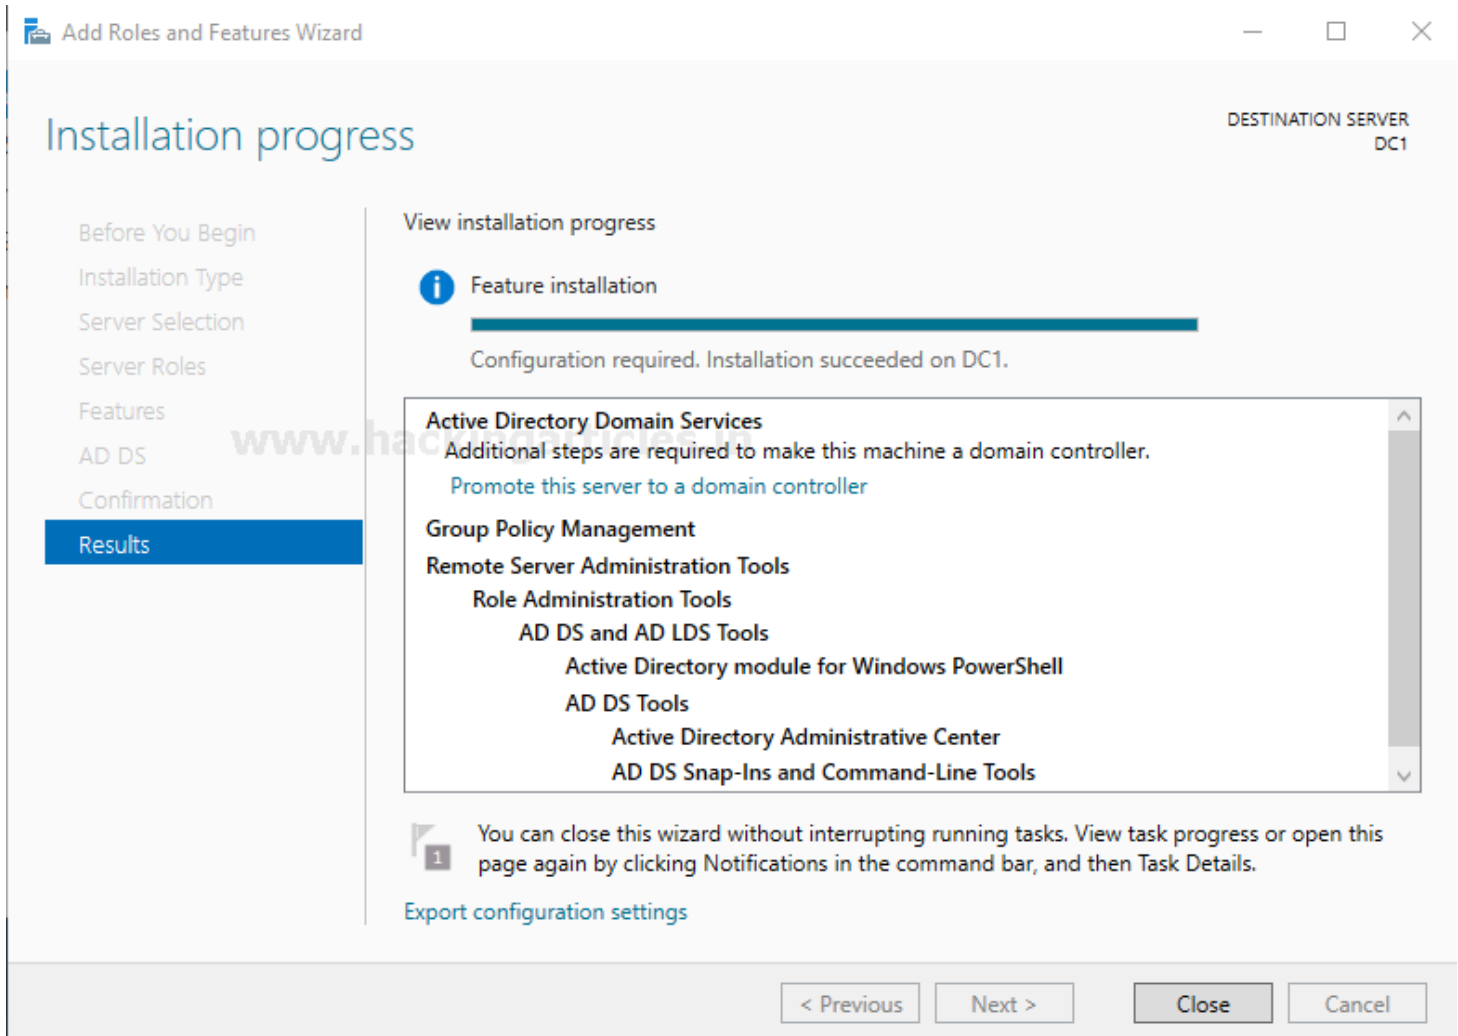 Add Roles and Features Wizard
Installation progress
DESTINATION SERVER
DC1
Before You Begin
Installation Type
Server Selection
Server Roles
Features
AD DS
Confirmation
Results
View installation progress
Feature installation
Configuration required. Installation succeeded on DC1.
www.hackingarticles.in
Active Directory Domain Services
Additional steps are required to make this machine a domain controller.
Promote this server to a domain controller
Group Policy Management
Remote Server Administration Tools
Role Administration Tools
AD DS and AD LDS Tools
Active Directory module for Windows PowerShell
AD DS Tools
Active Directory Administrative Center
AD DS Snap-Ins and Command-Line Tools
1
You can close this wizard without interrupting running tasks. View task progress or open this
page again by clicking Notifications in the command bar, and then Task Details.
Export configuration settings
< Previous
Next >
Close
Cancel